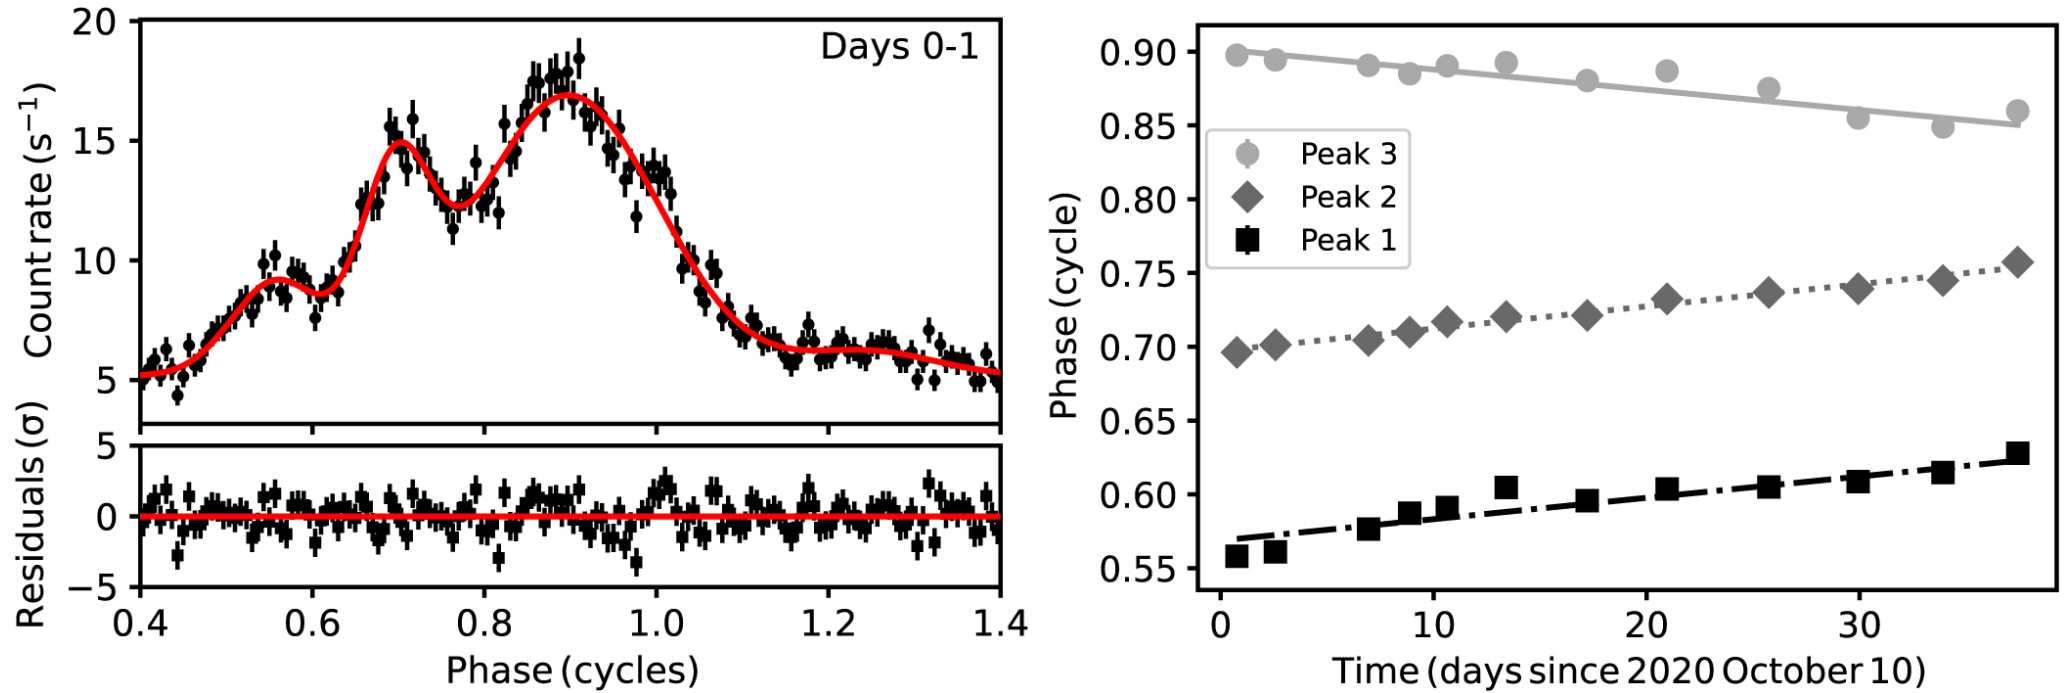 Days 0-1
20
15
10
5
Count rate (s⁻¹)
5
0
−5
Residuals (σ)
0.4 0.6 0.8 1.0 1.2 1.4
Phase (cycles)
0.90
0.85
0.80
0.75
0.70
0.65
0.60
0.55
Phase (cycle)
Peak 3
Peak 2
Peak 1
0 10 20 30
Time (days since 2020 October 10)